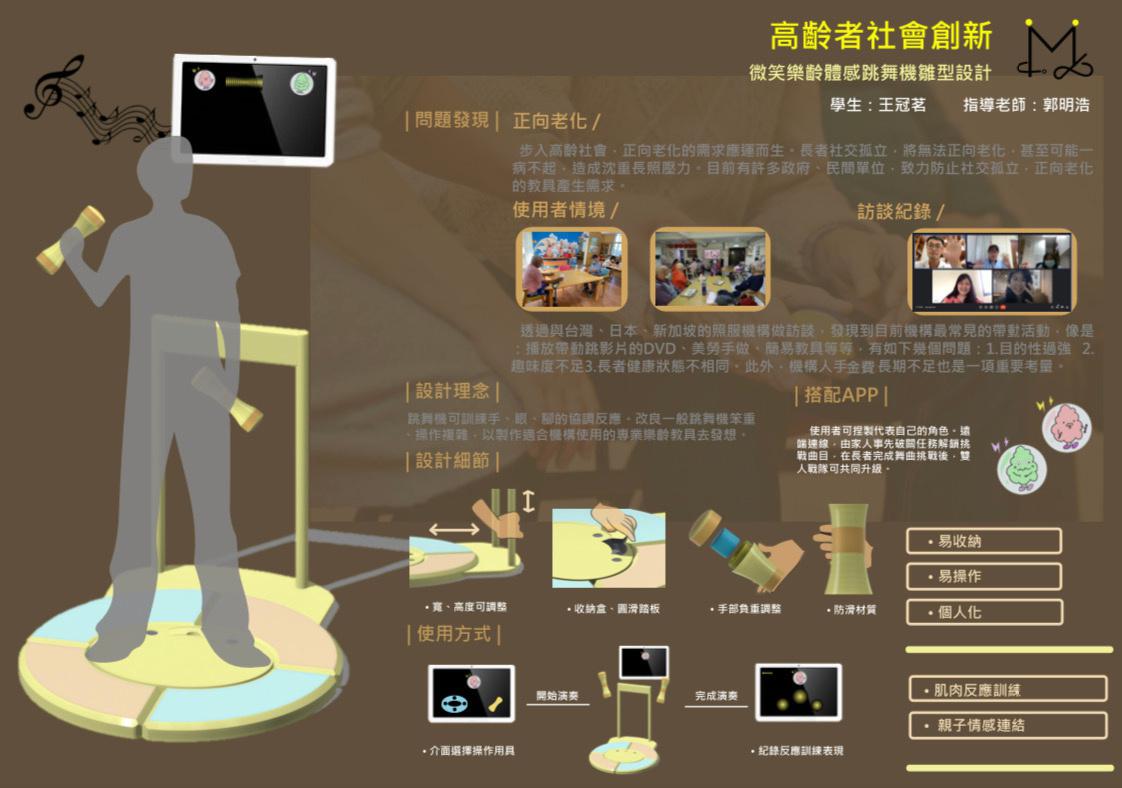 高齡者社會創新
微笑樂齡體感跳舞機雛型設計
學生：王冠茗　指導老師：郭明浩
|問題發現| 正向老化 /
步入高齡社會，正向老化的需求應運而生。長者社交孤立，將無法正向老化，甚至可能一
病不起、造成沈重長照壓力。目前有許多政府、民間單位，致力防止社交孤立，正向老化
的教具產生需求。
使用者情境 /
訪談紀錄 /
透過與台灣、日本、新加坡的照服機構做訪談，發現到目前機構最常見的帶動活動，像是
：播放帶動跳影片的DVD、美勞手做、簡易教具等等，有如下幾個問題：1.目的性過強 2.
趣味度不足3.長者健康狀態不相同。此外，機構人手金費長期不足也是一項重要考量。
|設計理念|
跳舞機可訓練手、眼、腳的協調反應。改良一般跳舞機笨重
、操作複雜，以製作適合機構使用的專業樂齡教具去發想。
|搭配APP|
使用者可捏製代表自己的角色。遠
端連線，由家人事先破關任務解鎖挑
戰曲目，在長者完成舞曲挑戰後，雙
人戰隊可共同升級。
|設計細節|
•寬、高度可調整
•收納盒、圓滑踏板
•手部負重調整
•防滑材質
•易收納
•易操作
•個人化
|使用方式|
開始演奏
完成演奏
•介面選擇操作用具
•紀錄反應訓練表現
•肌肉反應訓練
•親子情感連結